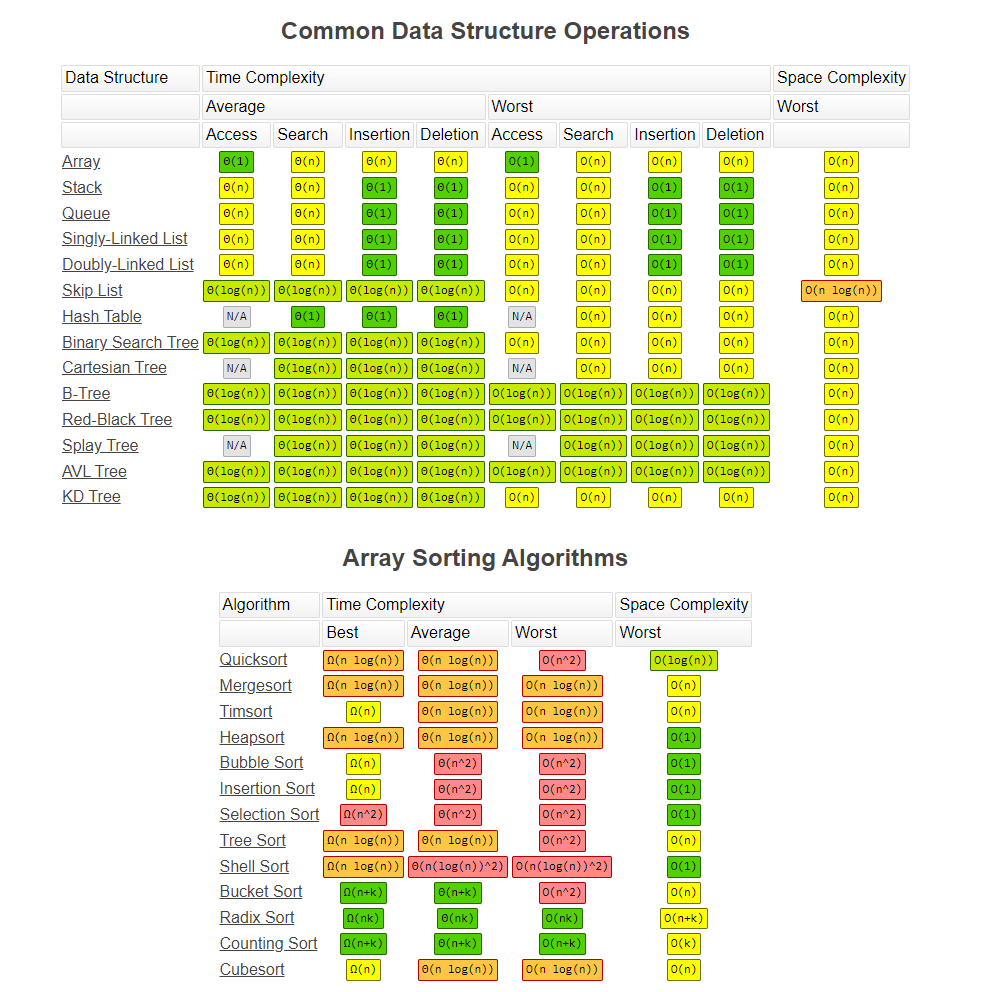 Common Data Structure Operations
Data Structure Time Complexity Space Complexity
Average Worst Worst
Access Search Insertion Deletion Access Search Insertion Deletion
Array Θ(1) Θ(n) Θ(n) Θ(n) O(1) O(n) O(n) O(n) O(n)
Stack Θ(n) Θ(n) Θ(1) Θ(1) O(n) O(n) O(1) O(1) O(n)
Queue Θ(n) Θ(n) Θ(1) Θ(1) O(n) O(n) O(1) O(1) O(n)
Singly-Linked List Θ(n) Θ(n) Θ(1) Θ(1) O(n) O(n) O(1) O(1) O(n)
Doubly-Linked List Θ(n) Θ(n) Θ(1) Θ(1) O(n) O(n) O(1) O(1) O(n)
Skip List Θ(log(n)) Θ(log(n)) Θ(log(n)) Θ(log(n)) O(n) O(n) O(n) O(n) O(n log(n))
Hash Table N/A Θ(1) Θ(1) Θ(1) N/A O(n) O(n) O(n) O(n)
Binary Search Tree Θ(log(n)) Θ(log(n)) Θ(log(n)) Θ(log(n)) O(n) O(n) O(n) O(n) O(n)
Cartesian Tree N/A Θ(log(n)) Θ(log(n)) Θ(log(n)) N/A O(n) O(n) O(n) O(n)
B-Tree Θ(log(n)) Θ(log(n)) Θ(log(n)) Θ(log(n)) O(log(n)) O(log(n)) O(log(n)) O(log(n)) O(n)
Red-Black Tree Θ(log(n)) Θ(log(n)) Θ(log(n)) Θ(log(n)) O(log(n)) O(log(n)) O(log(n)) O(log(n)) O(n)
Splay Tree N/A Θ(log(n)) Θ(log(n)) Θ(log(n)) N/A O(log(n)) O(log(n)) O(log(n)) O(n)
AVL Tree Θ(log(n)) Θ(log(n)) Θ(log(n)) Θ(log(n)) O(log(n)) O(log(n)) O(log(n)) O(log(n)) O(n)
KD Tree Θ(log(n)) Θ(log(n)) Θ(log(n)) Θ(log(n)) O(n) O(n) O(n) O(n) O(n)
Array Sorting Algorithms
Algorithm Time Complexity Space Complexity
Best Average Worst Worst
Quicksort Ω(n log(n)) Θ(n log(n)) O(n^2) O(log(n))
Mergesort Ω(n log(n)) Θ(n log(n)) O(n log(n)) O(n)
Timsort Ω(n) Θ(n log(n)) O(n log(n)) O(n)
Heapsort Ω(n log(n)) Θ(n log(n)) O(n log(n)) O(1)
Bubble Sort Ω(n) Θ(n^2) O(n^2) O(1)
Insertion Sort Ω(n) Θ(n^2) O(n^2) O(1)
Selection Sort Ω(n^2) Θ(n^2) O(n^2) O(1)
Tree Sort Ω(n log(n)) Θ(n log(n)) O(n^2) O(n)
Shell Sort Ω(n log(n)) Θ(n(log(n))^2) O(n(log(n))^2) O(1)
Bucket Sort Ω(n+k) Θ(n+k) O(n^2) O(n)
Radix Sort Ω(nk) Θ(nk) O(nk) O(n+k)
Counting Sort Ω(n+k) Θ(n+k) O(n+k) O(k)
Cubesort Ω(n) Θ(n log(n)) O(n log(n)) O(n)